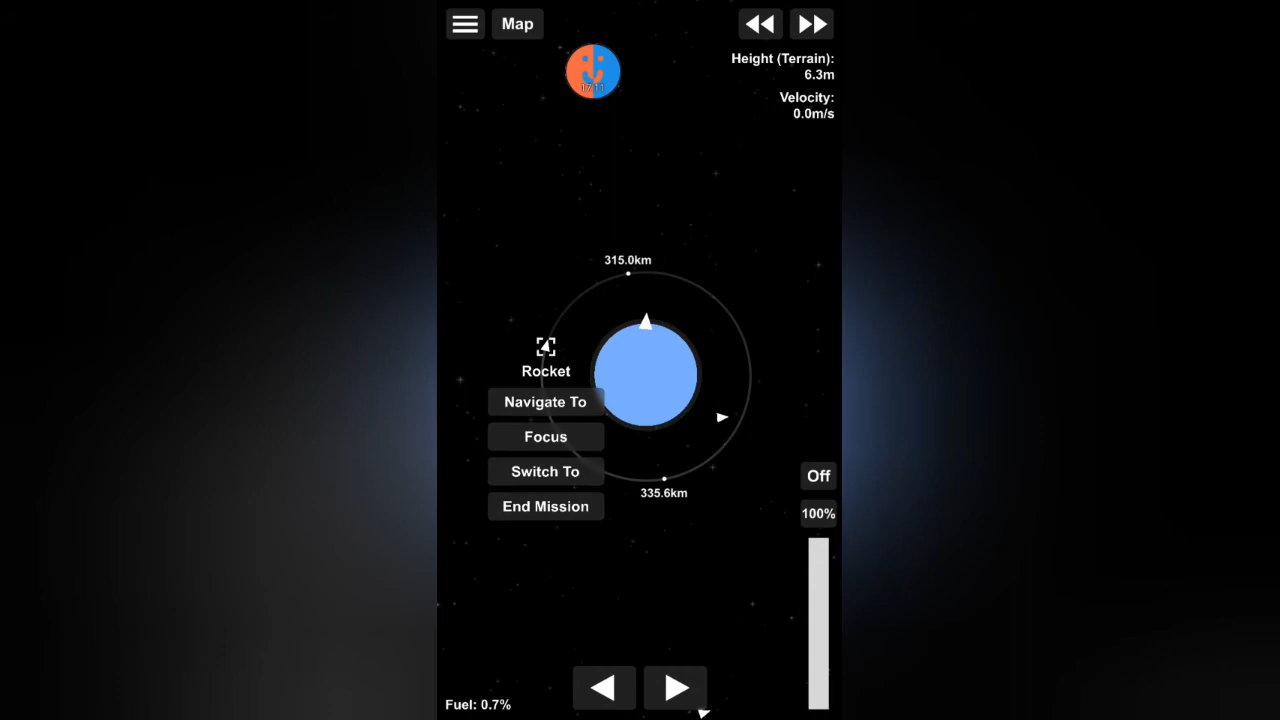 Map
1711
Height (Terrain):
6.3m
Velocity:
0.0m/s
315.0km
Rocket
Navigate To
Focus
Switch To
End Mission
335.6km
Off
100%
Fuel: 0.7%